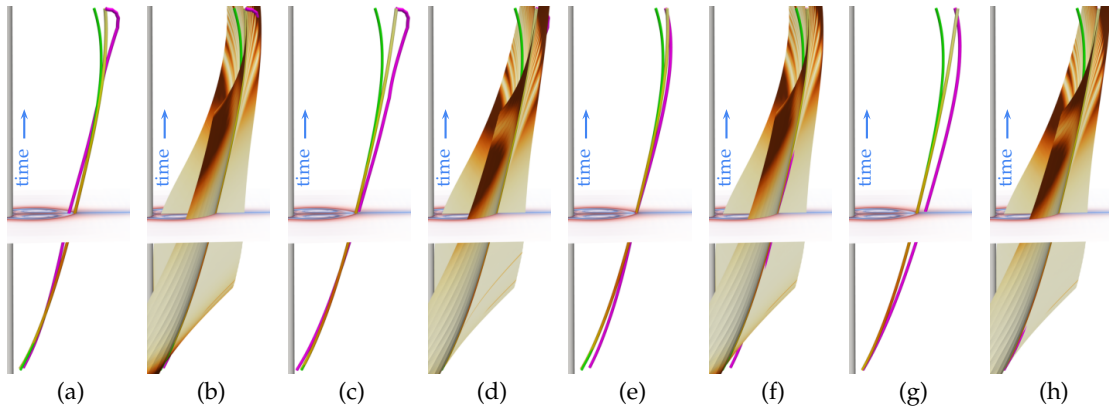 time →
time →
time →
time →
time →
time →
time →
time →
(a)
(b)
(c)
(d)
(e)
(f)
(g)
(h)